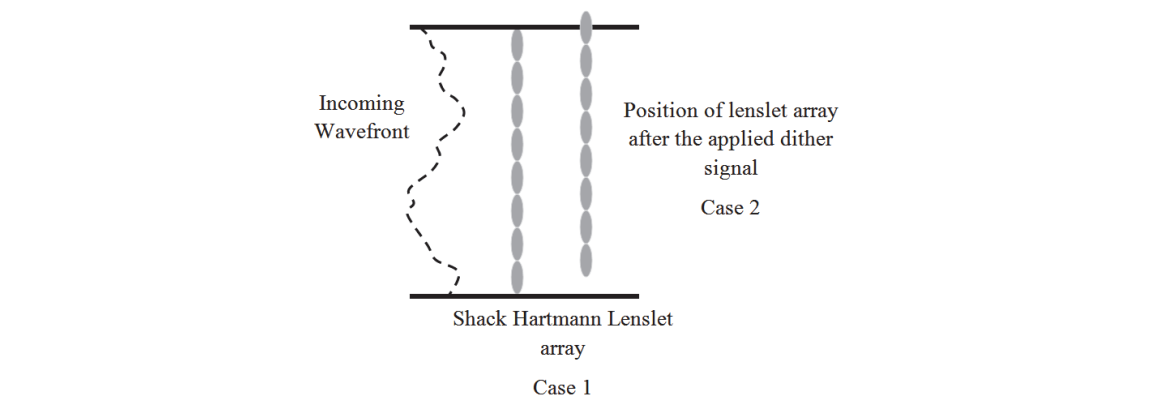 Incoming
Wavefront
Position of lenslet array
after the applied dither
signal
Case 2
Shack Hartmann Lenslet
array
Case 1